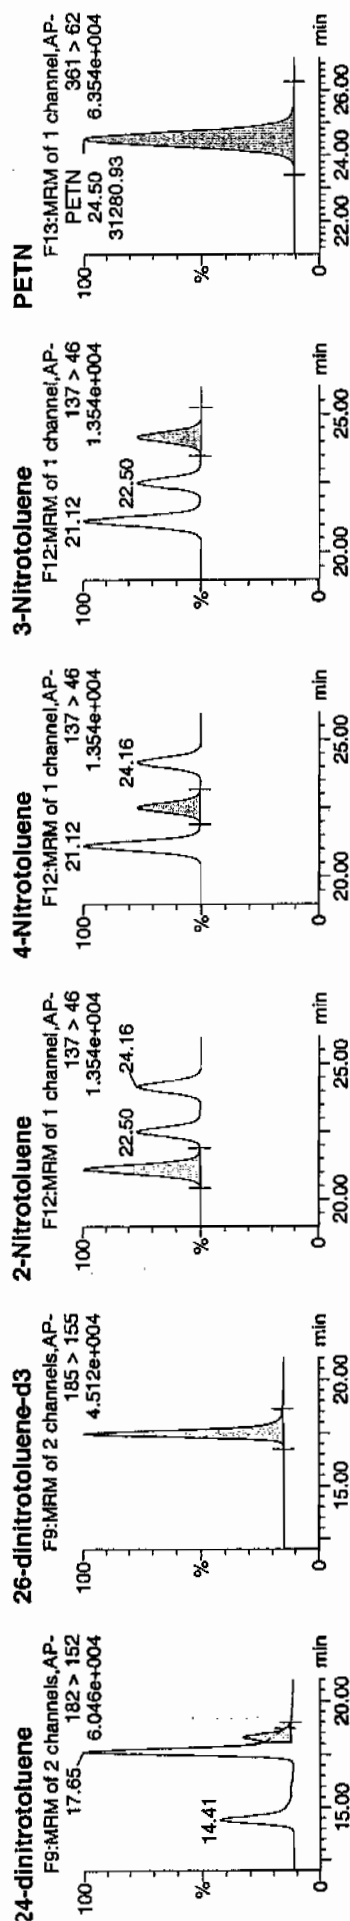 24-dinitrotoluene
F9:MRM of 2 channels,AP-
182 > 152
6.046e+004
17.65
14.41
100
%
0
15.00
20.00
min
26-dinitrotoluene-d3
F9:MRM of 2 channels,AP-
185 > 155
4.512e+004
100
%
0
15.00
20.00
min
2-Nitrotoluene
F12:MRM of 1 channel,AP-
137 > 46
1.354e+004
22.50
24.16
100
%
0
20.00
25.00
min
4-Nitrotoluene
F12:MRM of 1 channel,AP-
137 > 46
1.354e+004
21.12
24.16
100
%
0
20.00
25.00
min
3-Nitrotoluene
F12:MRM of 1 channel,AP-
137 > 46
1.354e+004
21.12
22.50
100
%
0
20.00
25.00
min
PETN
F13:MRM of 1 channel,AP-
PETN
361 > 62
24.50
6.354e+004
31280.93
100
%
0
22.00
24.00
26.00
min